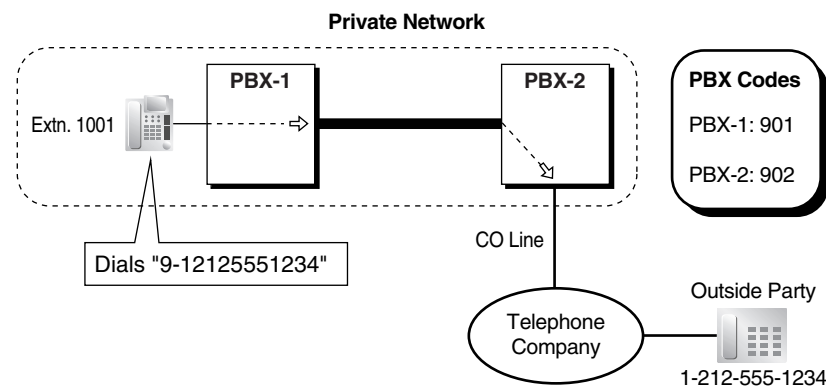 Private Network
PBX-1
PBX-2
PBX Codes
Extn. 1001
PBX-1: 901
PBX-2: 902
CO Line
Dials "9-12125551234"
Outside Party
Telephone
Company
1-212-555-1234